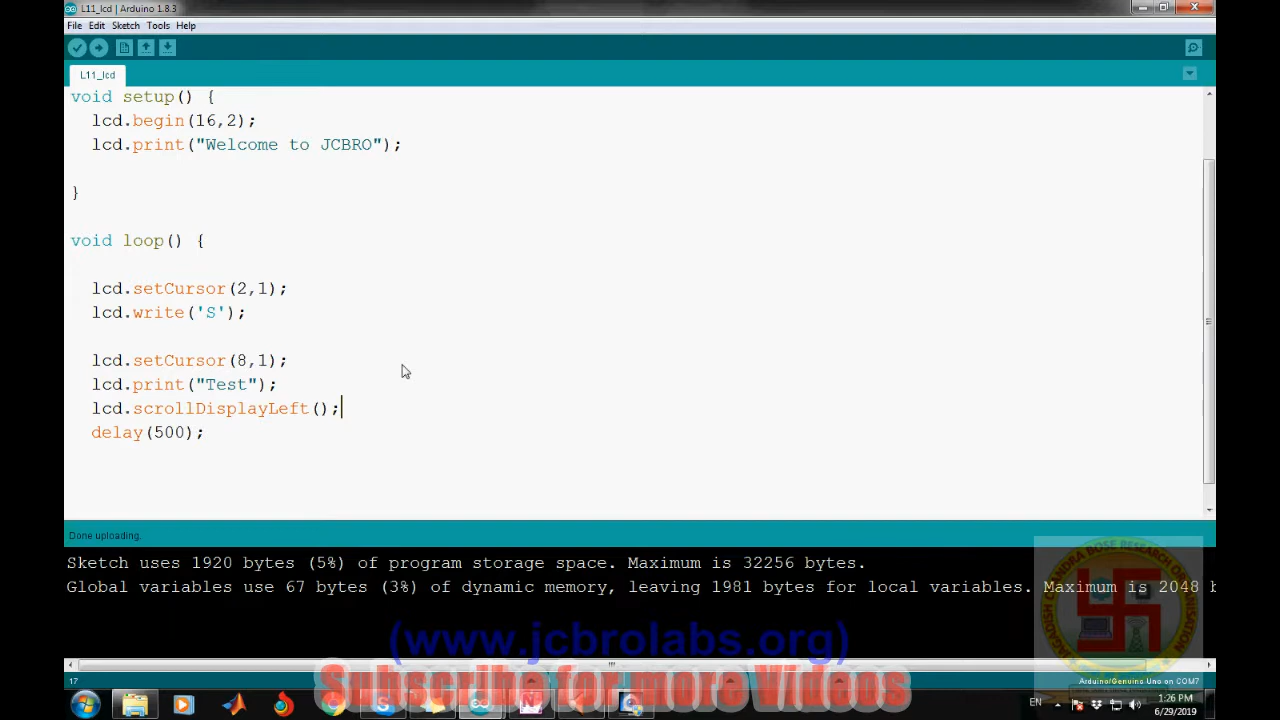 L11_lcd | Arduino 1.8.3
File Edit Sketch Tools Help
L11_lcd
void setup() {
lcd.begin(16,2);
lcd.print("Welcome to JCBRO");
}
void loop() {
lcd.setCursor(2,1);
lcd.write('S');
lcd.setCursor(8,1);
lcd.print("Test");
lcd.scrollDisplayLeft();
delay(500);
Done uploading.
Sketch uses 1920 bytes (5%) of program storage space. Maximum is 32256 bytes.
Global variables use 67 bytes (3%) of dynamic memory, leaving 1981 bytes for local variables. Maximum is 2048 b
(www.jcbrolabs.org)
17
Arduino/Genuino Uno on COM7
Subscribe for more Videos
EN
1:26 PM
6/29/2019